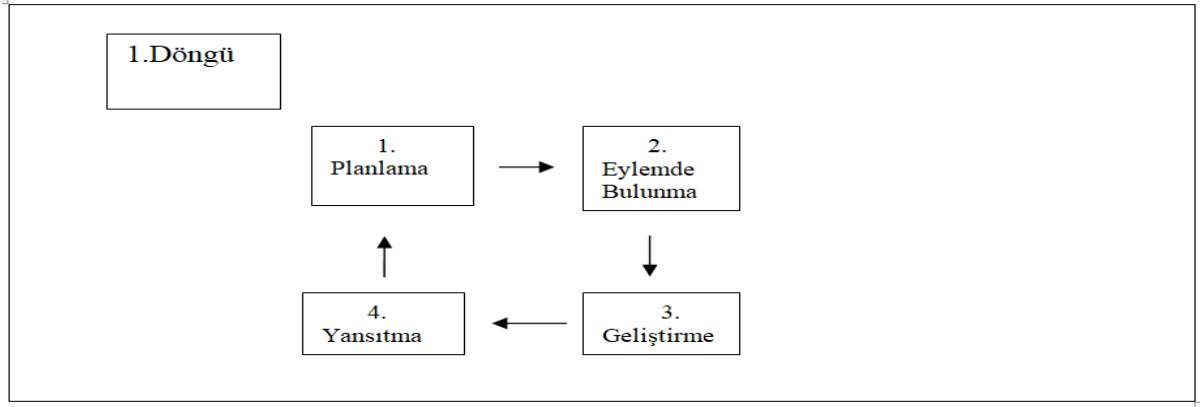 1.Döngü
1.
Planlama
2.
Eylemde
Bulunma
4.
Yansıtma
3.
Geliştirme